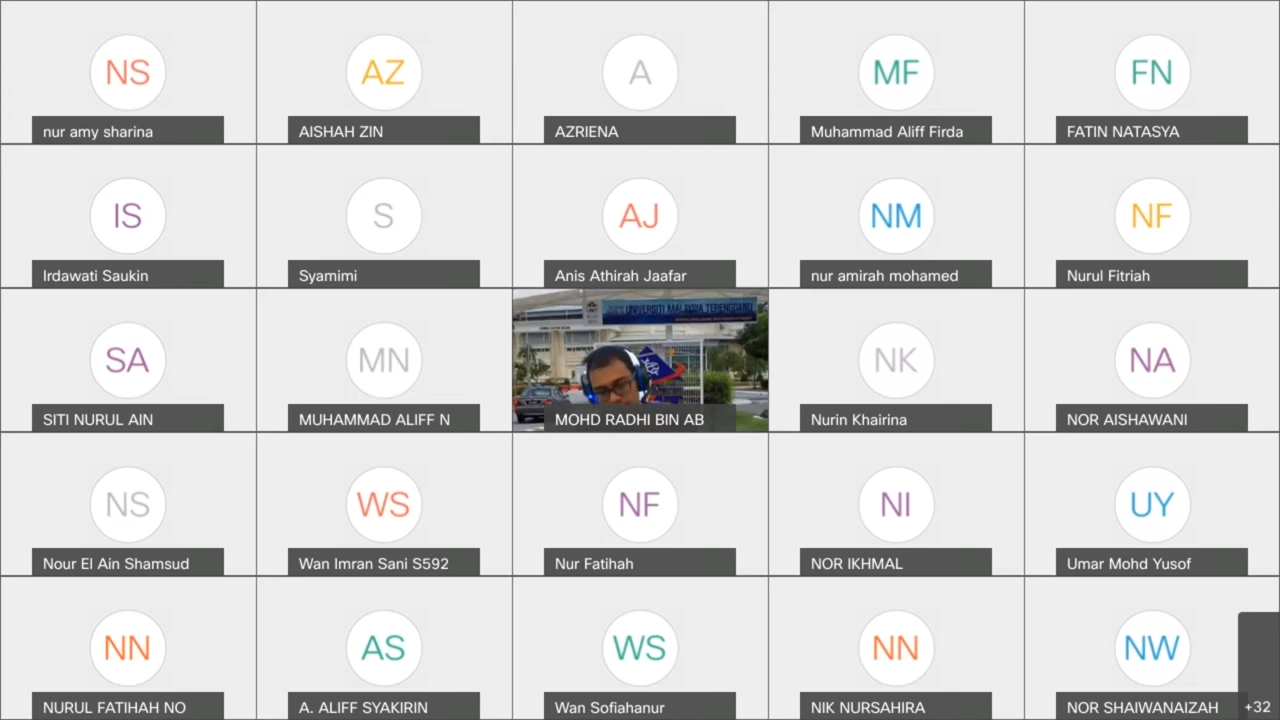 NS
nur amy sharina
AZ
AISHAH ZIN
A
AZRIENA
MF
Muhammad Aliff Firda
FN
FATIN NATASYA
IS
Irdawati Saukin
S
Syamimi
AJ
Anis Athirah Jaafar
NM
nur amirah mohamed
NF
Nurul Fitriah
SA
SITI NURUL AIN
MN
MUHAMMAD ALIFF N
UNIVERSITI MALAYSIA TERENGGANU
MOHD RADHI BIN AB
NK
Nurin Khairina
NA
NOR AISHAWANI
NS
Nour El Ain Shamsud
WS
Wan Imran Sani S592
NF
Nur Fatihah
NI
NOR IKHMAL
UY
Umar Mohd Yusof
NN
NURUL FATIHAH NO
AS
A. ALIFF SYAKIRIN
WS
Wan Sofiahanur
NN
NIK NURSAHIRA
NW
NOR SHAIWANAIZAH
+32